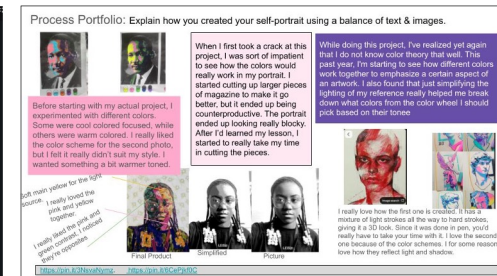 Process Portfolio: Explain how you created your self-portrait using a balance of text & images.
When I first took a crack at this
project, I was sort of impatient
to see how the colors would
really work in my portrait. I
started cutting up larger pieces
of magazine to make it go
better, but it ended up being
counterproductive. The portrait
ended up looking really blocky.
After I'd learned my lesson, I
started to really take my time
in cutting the pieces.
While doing this project, I've realized yet again
that I do not know color theory that well. This
past year, I'm starting to see how different colors
work together to emphasize a certain aspect of
an artwork. I also found that just simplifying the
lighting of my reference really helped me break
down what colors from the color wheel I should
pick based on their tonee
Before starting with my actual project, I
experimented with different colors.
Some were cool colored focused, while
others were warmed colored. I really liked
the color scheme for the second photo,
but I felt it really didn't suit my style. I
wanted something a bit warmer toned.
Soft main yellow for the light
source.
I really loved the
pink and yellow
together.
I really liked the pink and
green contrast, I noticed
they're opposites
Final Product
Simplified
Picture
I really love how the first one is created. It has a
mixture of light strokes all the way to hard strokes,
giving it a 3D look. Since it was done in pen, you'd
really have to take your time with it. I love the second
one because of the color schemes. I for some reason
love how they reflect light and shadow.